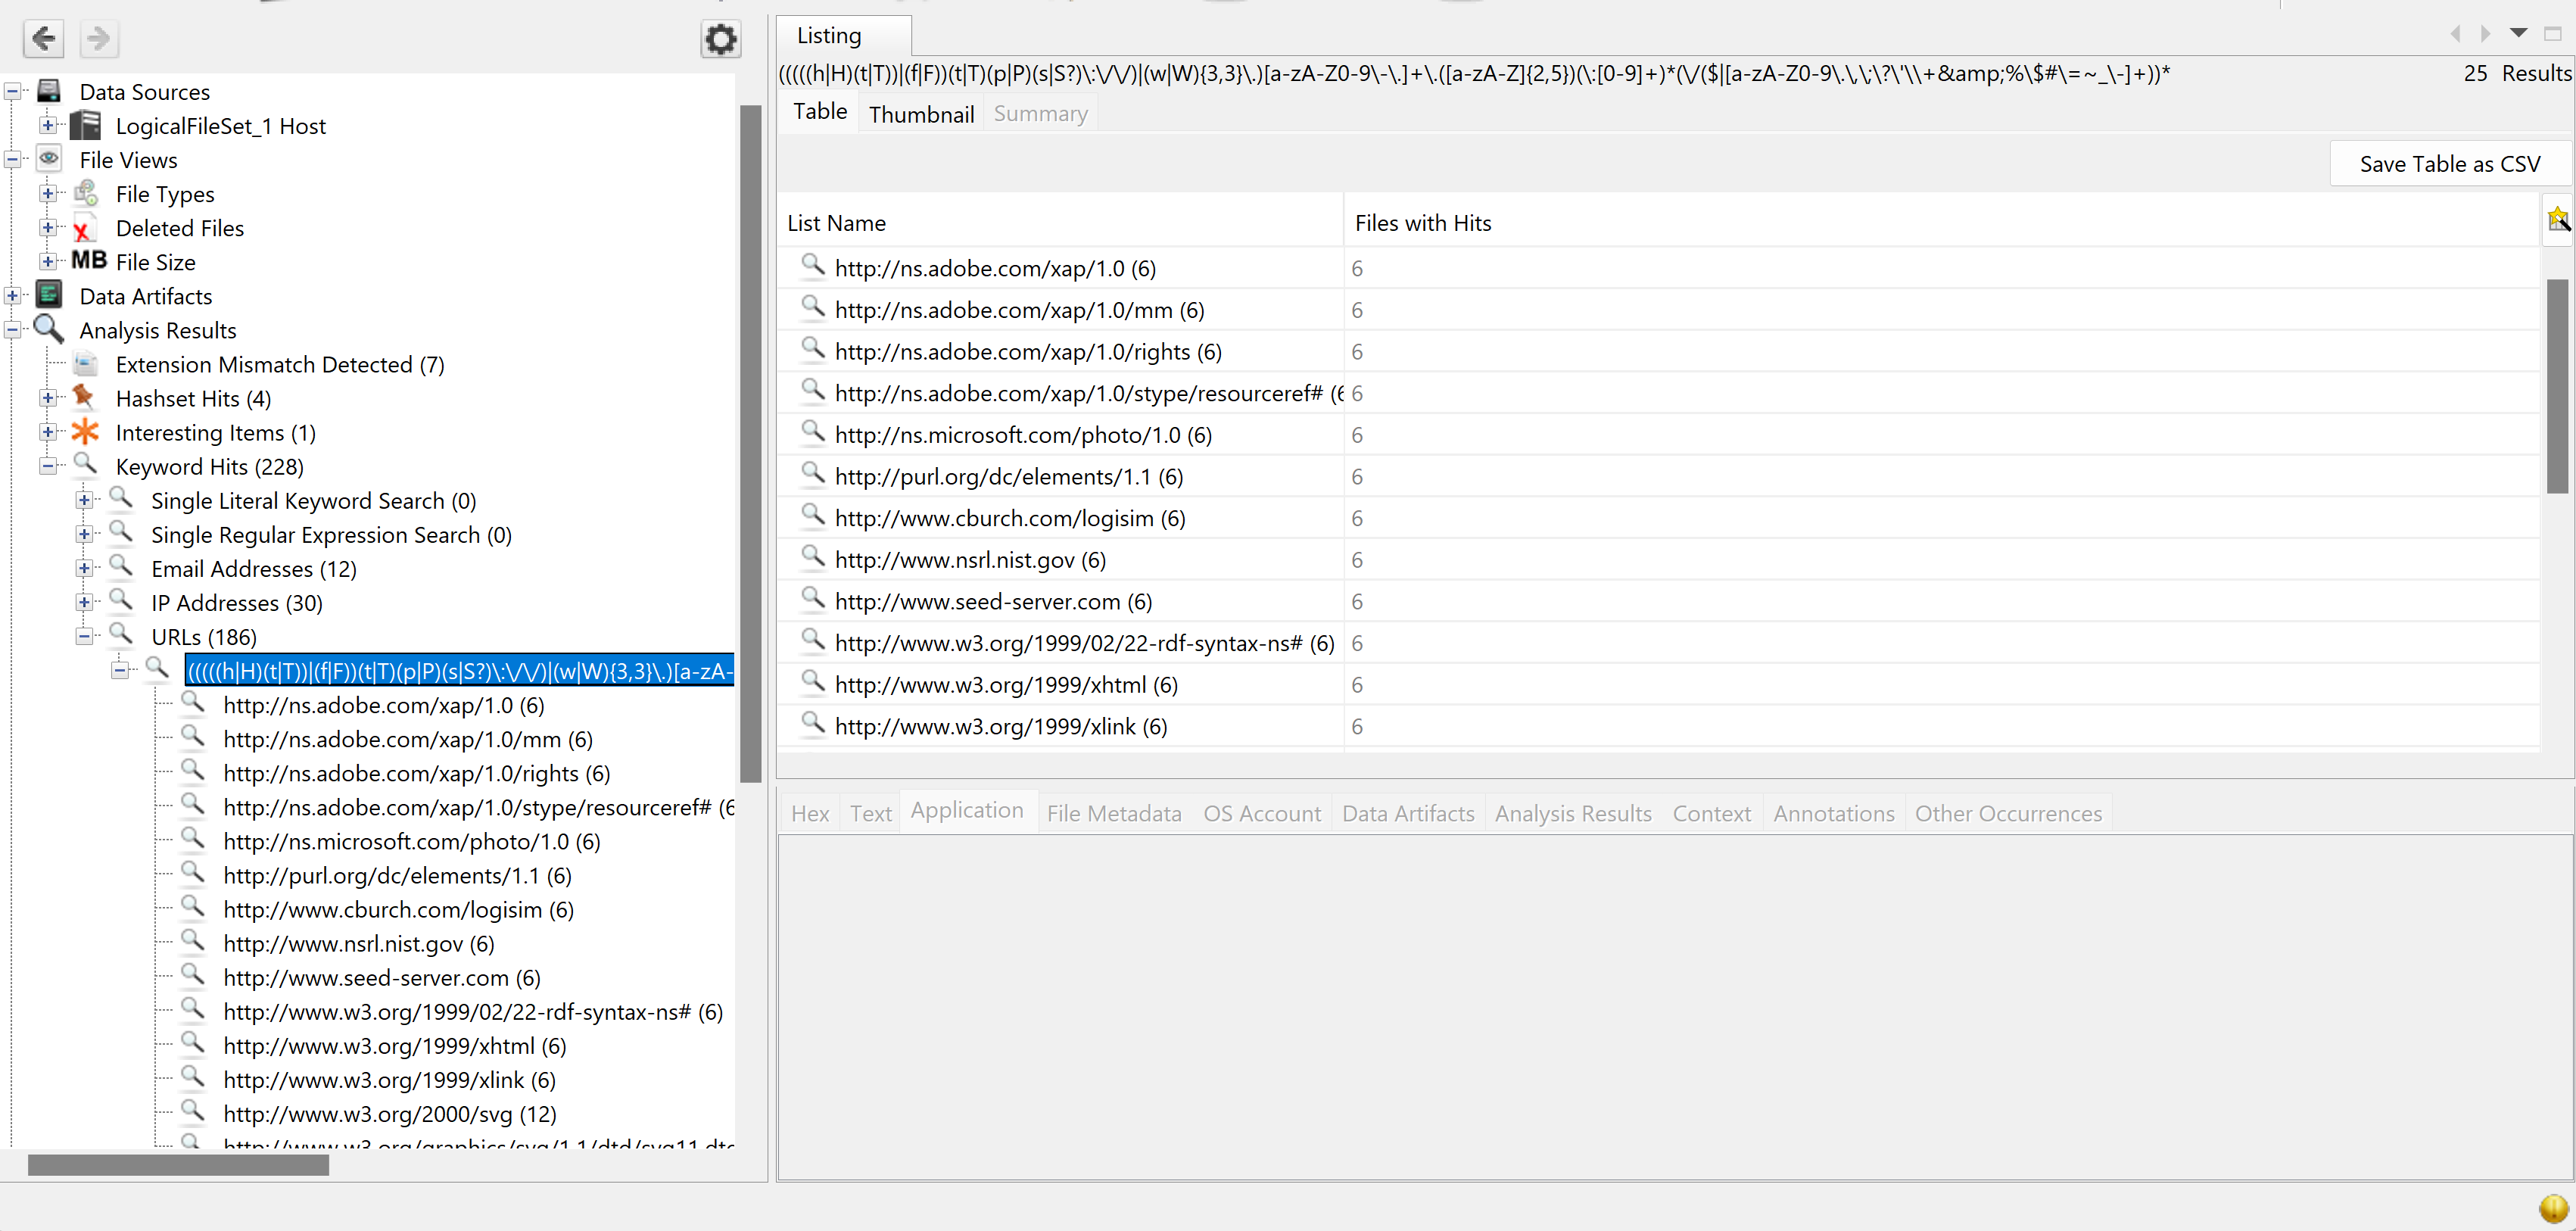 Data Sources
LogicalFileSet_1 Host
File Views
File Types
Deleted Files
MB File Size
Data Artifacts
Analysis Results
Extension Mismatch Detected (7)
Hashset Hits (4)
Interesting Items (1)
Keyword Hits (228)
Single Literal Keyword Search (0)
Single Regular Expression Search (0)
Email Addresses (12)
IP Addresses (30)
URLs (186)
(((((h|H)(t|T))|(f|F))(t|T)(p|P)(s|S?)\:\/\/)|(w|W){3,3}\.)[a-zA-
http://ns.adobe.com/xap/1.0 (6)
http://ns.adobe.com/xap/1.0/mm (6)
http://ns.adobe.com/xap/1.0/rights (6)
http://ns.adobe.com/xap/1.0/stype/resourceref# (6
http://ns.microsoft.com/photo/1.0 (6)
http://purl.org/dc/elements/1.1 (6)
http://www.cburch.com/logisim (6)
http://www.nsrl.nist.gov (6)
http://www.seed-server.com (6)
http://www.w3.org/1999/02/22-rdf-syntax-ns# (6)
http://www.w3.org/1999/xhtml (6)
http://www.w3.org/1999/xlink (6)
http://www.w3.org/2000/svg (12)
http://www.w3.org/graphics/svg/1.1/dtd/svg11.dtd
Listing
(((((h|H)(t|T))|(f|F))(t|T)(p|P)(s|S?)\:\/\/)|(w|W){3,3}\.)[a-zA-Z0-9\-\.]+\.([a-zA-Z]{2,5})(\:[0-9]+)*(\/($|[a-zA-Z0-9\.\,\;\?\'\\+&amp;%\$#\=~_\-]+))* 25 Results
Table Thumbnail Summary
Save Table as CSV
List Name Files with Hits
http://ns.adobe.com/xap/1.0 (6) 6
http://ns.adobe.com/xap/1.0/mm (6) 6
http://ns.adobe.com/xap/1.0/rights (6) 6
http://ns.adobe.com/xap/1.0/stype/resourceref# (6 6
http://ns.microsoft.com/photo/1.0 (6) 6
http://purl.org/dc/elements/1.1 (6) 6
http://www.cburch.com/logisim (6) 6
http://www.nsrl.nist.gov (6) 6
http://www.seed-server.com (6) 6
http://www.w3.org/1999/02/22-rdf-syntax-ns# (6) 6
http://www.w3.org/1999/xhtml (6) 6
http://www.w3.org/1999/xlink (6) 6
Hex Text Application File Metadata OS Account Data Artifacts Analysis Results Context Annotations Other Occurrences